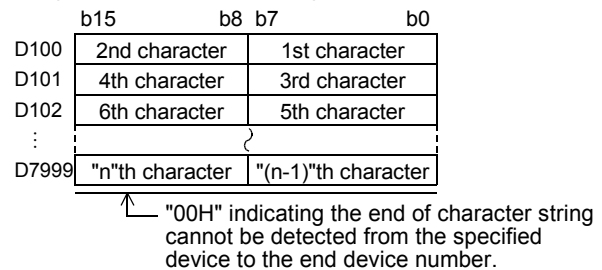 b15 b8 b7 b0
D100 2nd character 1st character
D101 4th character 3rd character
D102 6th character 5th character
⋮
D7999 "n"th character "(n-1)"th character
"00H" indicating the end of character string
cannot be detected from the specified
device to the end device number.